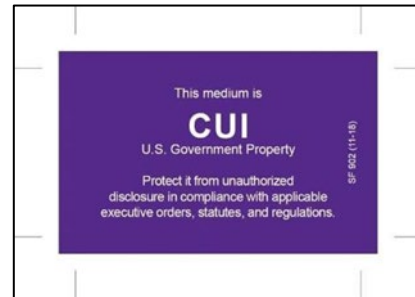 This medium is
CUI
U.S. Government Property
Protect it from unauthorized
disclosure in compliance with applicable
executive orders, statutes, and regulations.
SF 902 (11-18)